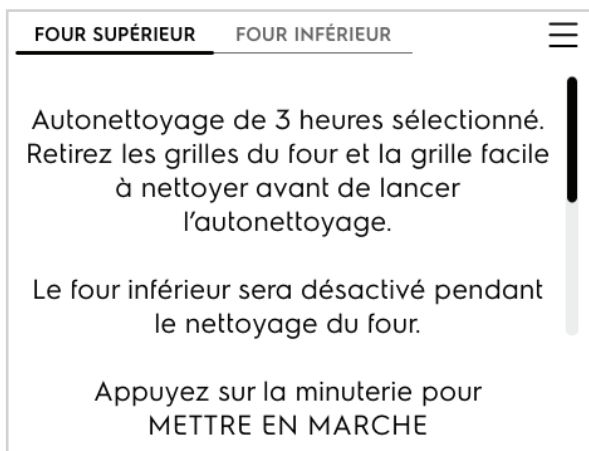 FOUR SUPÉRIEUR FOUR INFÉRIEUR
Autonettoyage de 3 heures sélectionné.
Retirez les grilles du four et la grille facile
à nettoyer avant de lancer
l'autonettoyage.
Le four inférieur sera désactivé pendant
le nettoyage du four.
Appuyez sur la minuterie pour
METTRE EN MARCHE